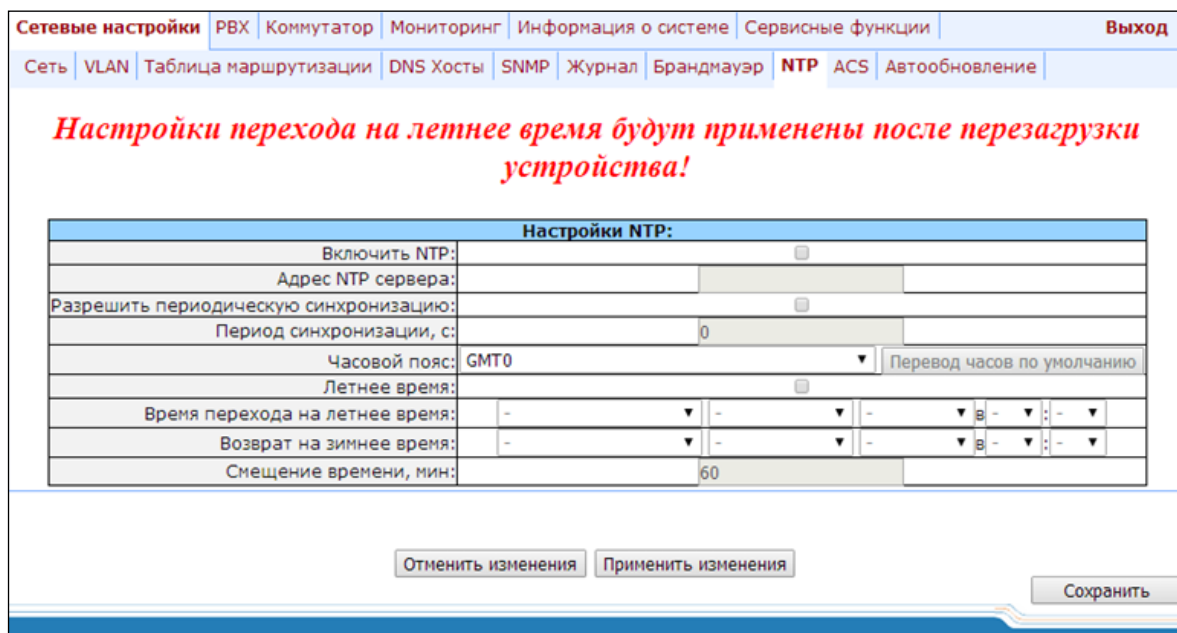 Сетевые настройки PBX Коммутатор Мониторинг Информация о системе Сервисные функции Выход
Сеть VLAN Таблица маршрутизации DNS Хосты SNMP Журнал Брандмауэр NTP ACS Автообновление
Настройки перехода на летнее время будут применены после перезагрузки
устройства!
Настройки NTP:
Включить NTP:
Адрес NTP сервера:
Разрешить периодическую синхронизацию:
Период синхронизации, с: 0
Часовой пояс: GMT0 Перевод часов по умолчанию
Летнее время:
Время перехода на летнее время: - - - в - : -
Возврат на зимнее время: - - - в - : -
Смещение времени, мин: 60
Отменить изменения Применить изменения
Сохранить